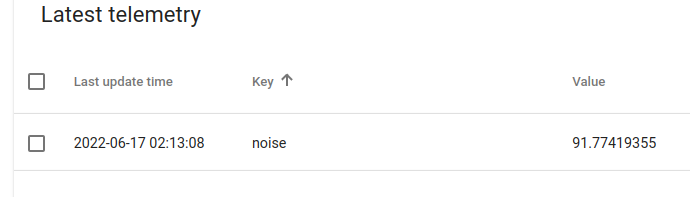 Latest telemetry
Last update time Key Value
2022-06-17 02:13:08 noise 91.77419355